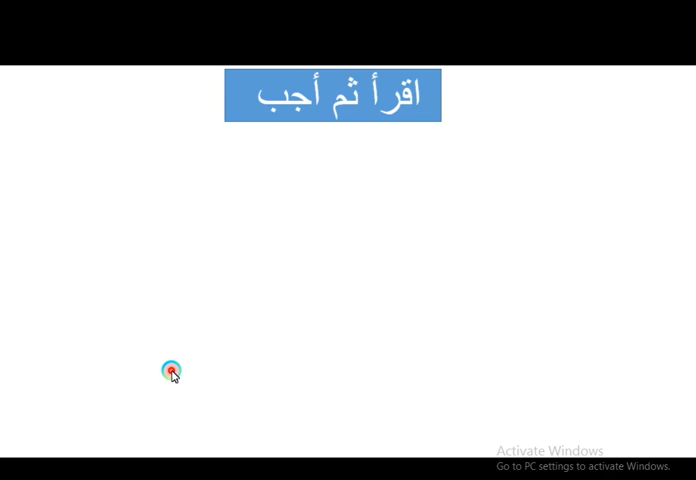 اقرأ ثم أجب
Activate Windows
Go to PC settings to activate Windows.